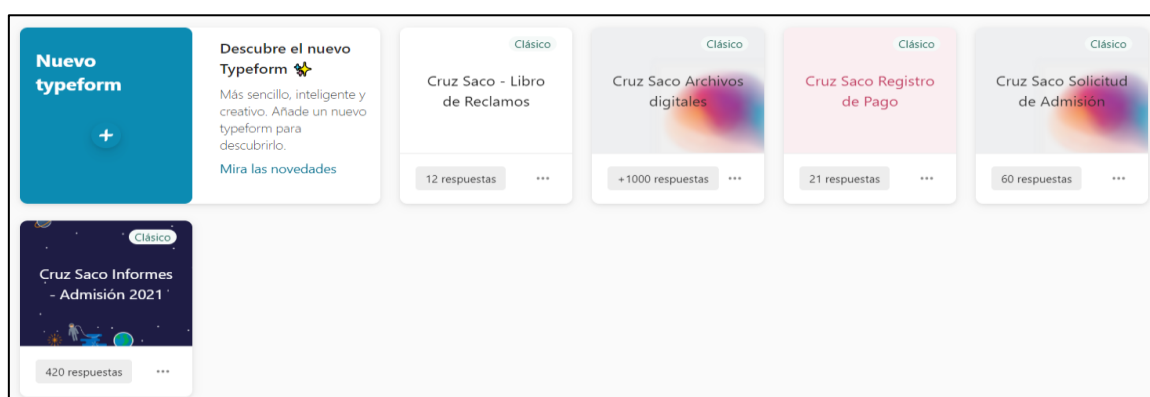 Nuevo
typeform
+
Descubre el nuevo
Typeform ✨
Más sencillo, inteligente y
creativo. Añade un nuevo
typeform para
descubrirlo.
Mira las novedades
Clásico
Cruz Saco - Libro
de Reclamos
12 respuestas
Clásico
Cruz Saco Archivos
digitales
+1000 respuestas
Clásico
Cruz Saco Registro
de Pago
21 respuestas
Clásico
Cruz Saco Solicitud
de Admisión
60 respuestas
Clásico
Cruz Saco Informes
- Admisión 2021
420 respuestas